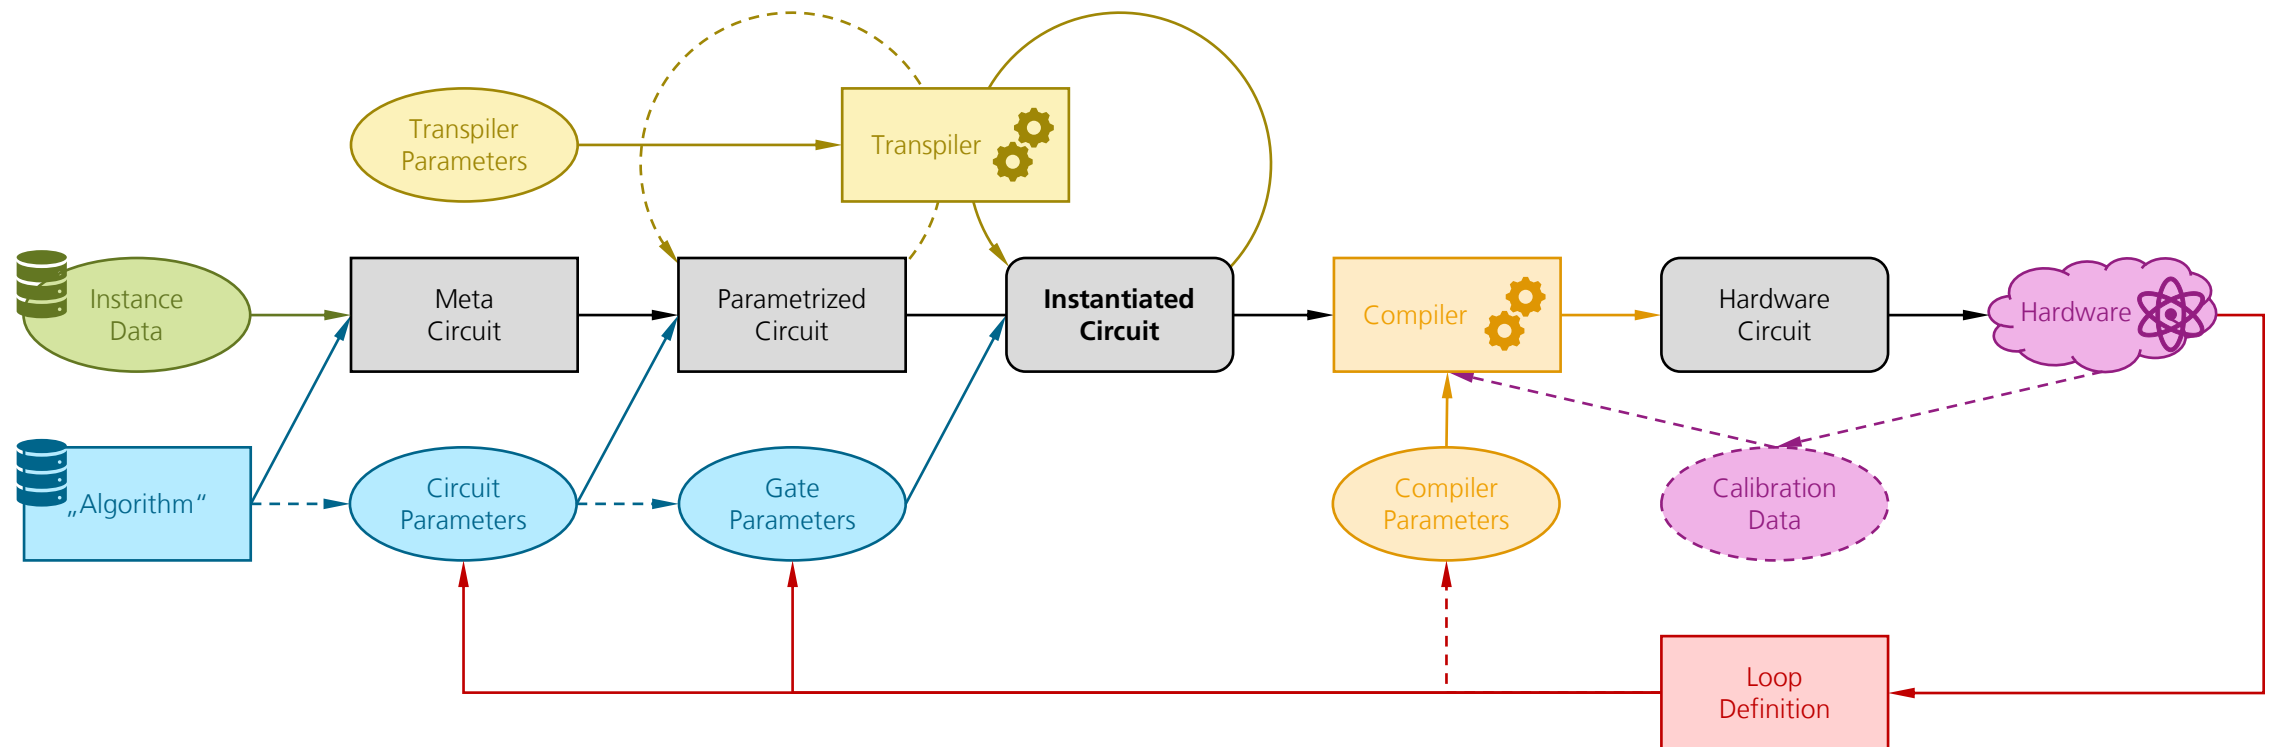 Transpiler
Parameters
Transpiler
Instance
Data
Meta
Circuit
Parametrized
Circuit
Instantiated
Circuit
Compiler
Hardware
Circuit
Hardware
„Algorithm“
Circuit
Parameters
Gate
Parameters
Compiler
Parameters
Calibration
Data
Loop
Definition